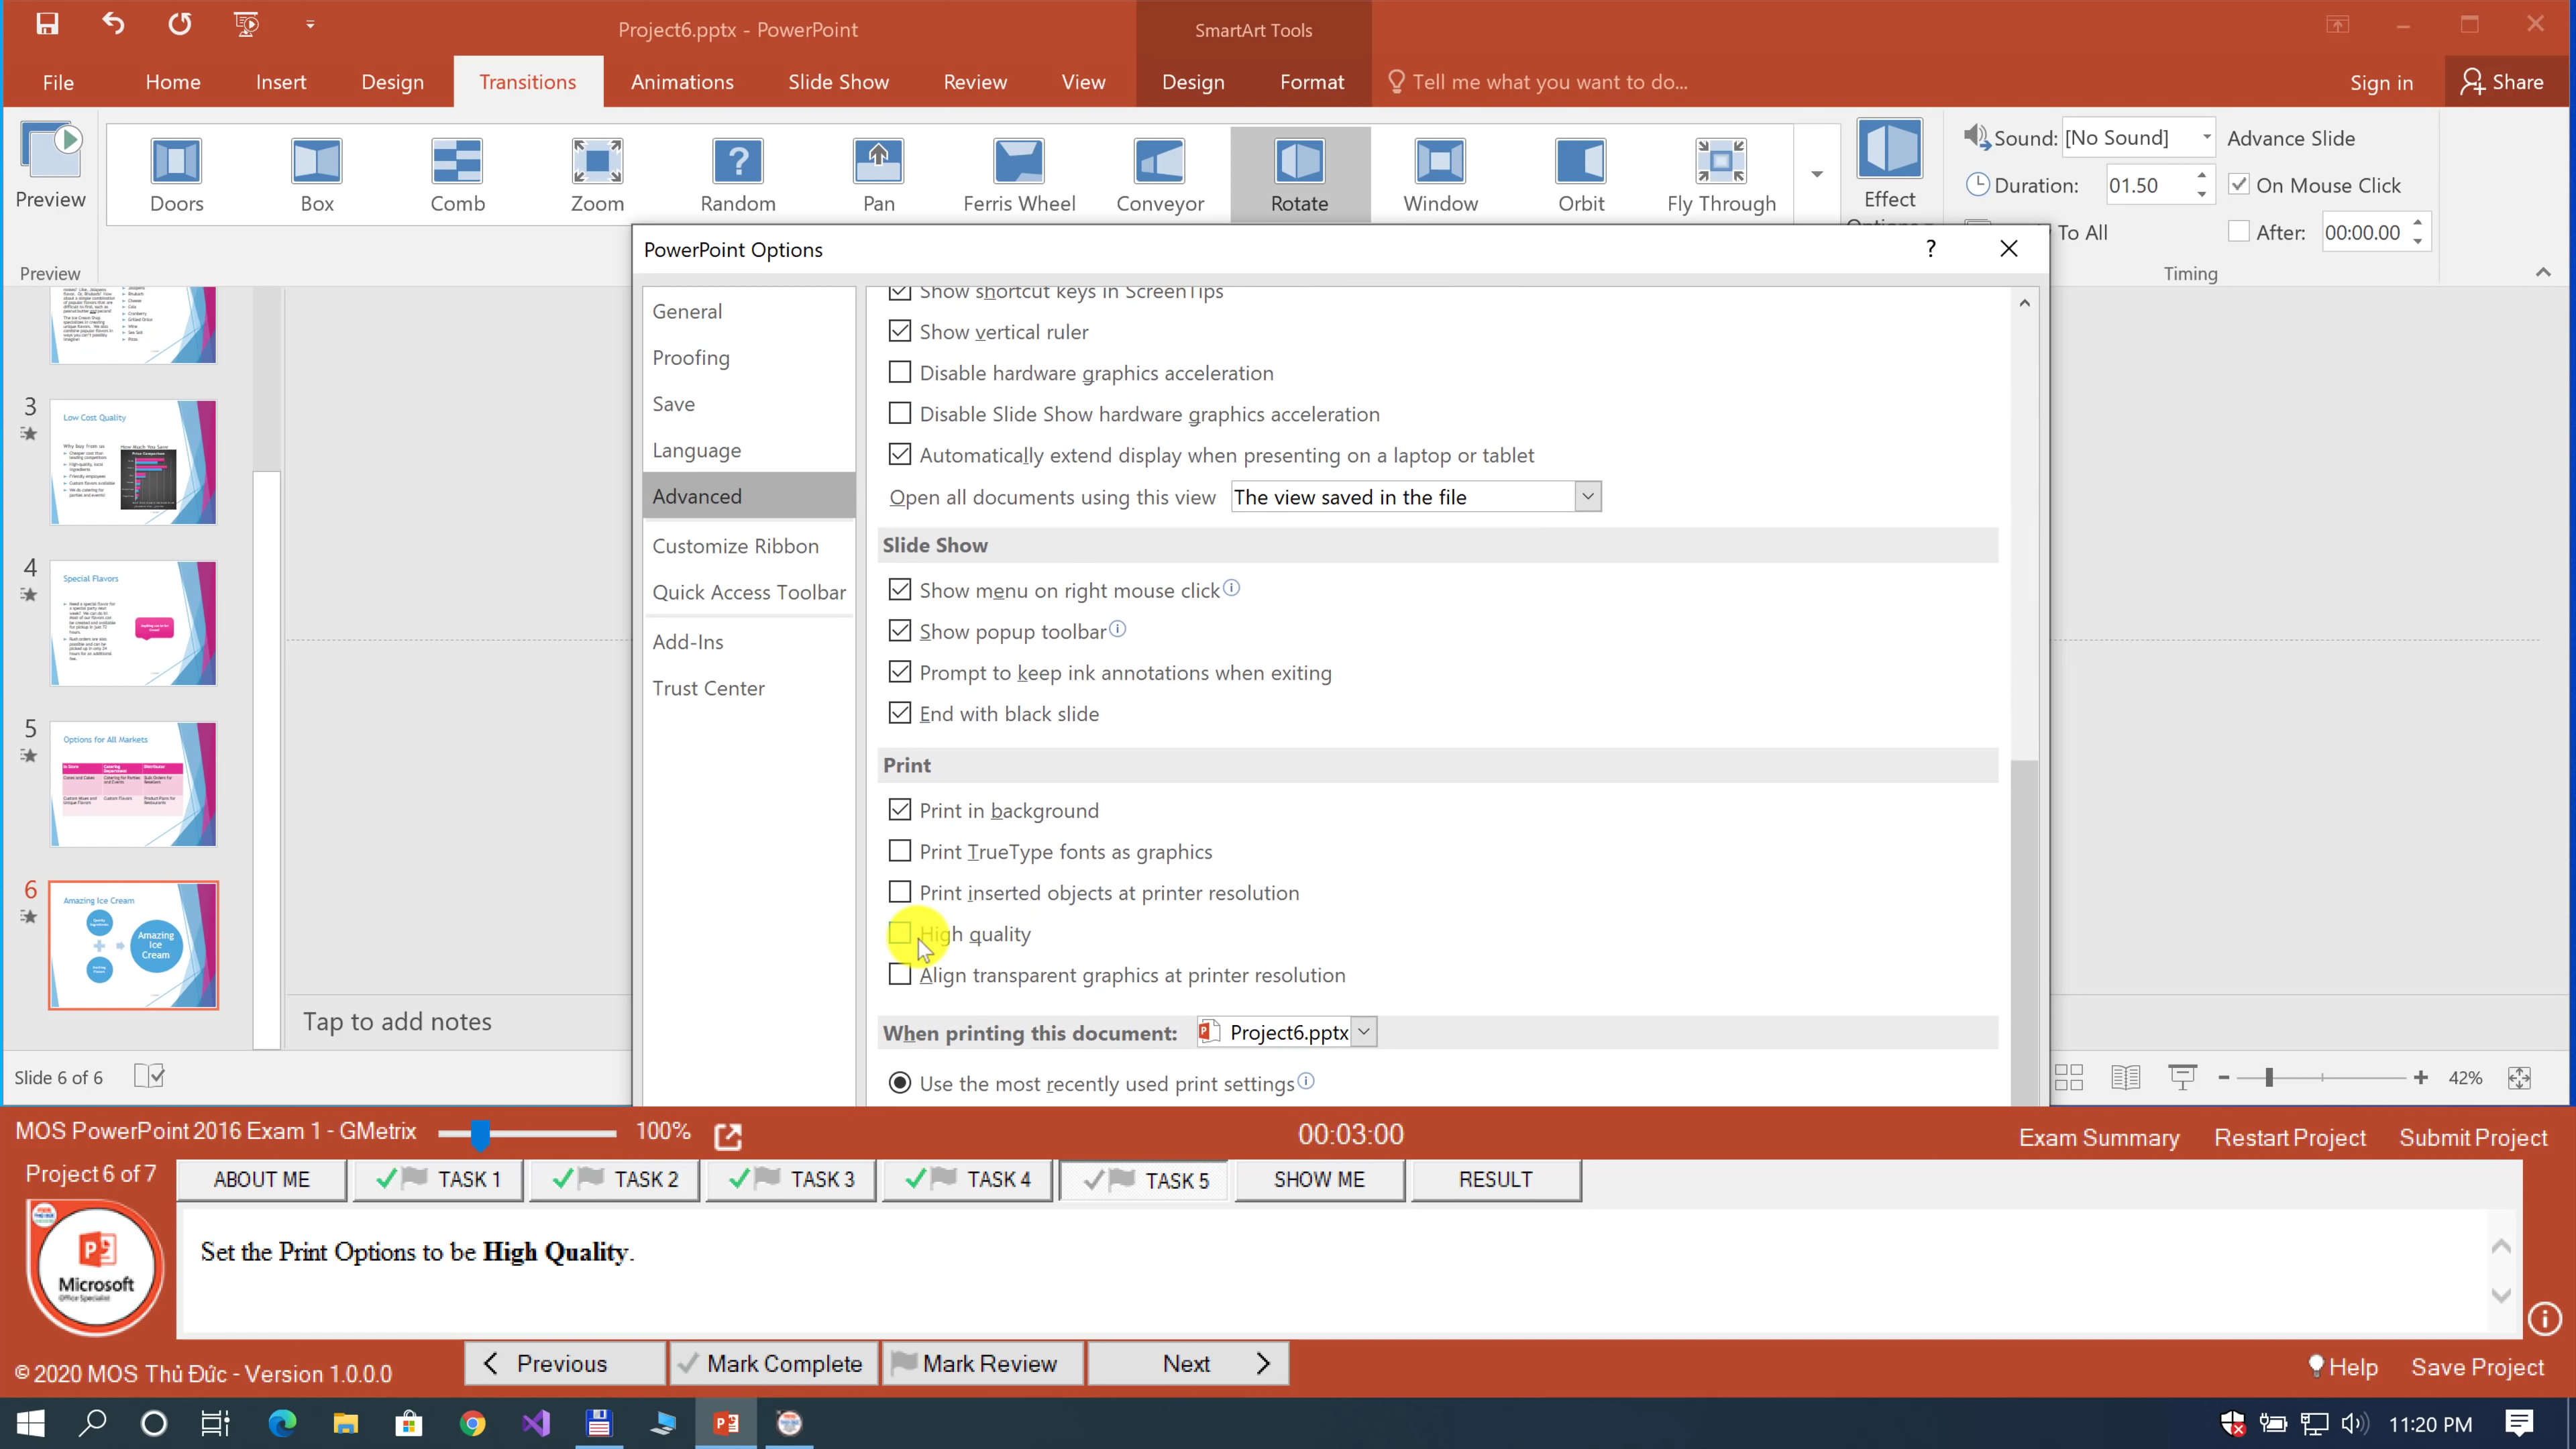 Project6.pptx - PowerPoint
SmartArt Tools
File
Home
Insert
Design
Transitions
Animations
Slide Show
Review
View
Design
Format
Tell me what you want to do...
Sign in
Share
Preview
Doors
Box
Comb
Zoom
Random
Pan
Ferris Wheel
Conveyor
Rotate
Window
Orbit
Fly Through
Effect
Sound: [No Sound]
Duration: 01.50
To All
Advance Slide
On Mouse Click
After: 00:00.00
Preview
Timing
PowerPoint Options
?
General
Proofing
Save
Language
Advanced
Customize Ribbon
Quick Access Toolbar
Add-Ins
Trust Center
Show shortcut keys in ScreenTips
Show vertical ruler
Disable hardware graphics acceleration
Disable Slide Show hardware graphics acceleration
Automatically extend display when presenting on a laptop or tablet
Open all documents using this view The view saved in the file
Slide Show
Show menu on right mouse click
Show popup toolbar
Prompt to keep ink annotations when exiting
End with black slide
Print
Print in background
Print TrueType fonts as graphics
Print inserted objects at printer resolution
High quality
Align transparent graphics at printer resolution
When printing this document: Project6.pptx
Use the most recently used print settings
3
Low Cost Quality
4
Special Flavors
5
Options for All Markets
6
Amazing Ice Cream
Amazing
Ice
Cream
Tap to add notes
Slide 6 of 6
42%
MOS PowerPoint 2016 Exam 1 - GMetrix
100%
00:03:00
Exam Summary
Restart Project
Submit Project
Project 6 of 7
ABOUT ME
TASK 1
TASK 2
TASK 3
TASK 4
TASK 5
SHOW ME
RESULT
Microsoft
Office Specialist
Set the Print Options to be High Quality.
Previous
Mark Complete
Mark Review
Next
© 2020 MOS Thủ Đức - Version 1.0.0.0
Help
Save Project
11:20 PM